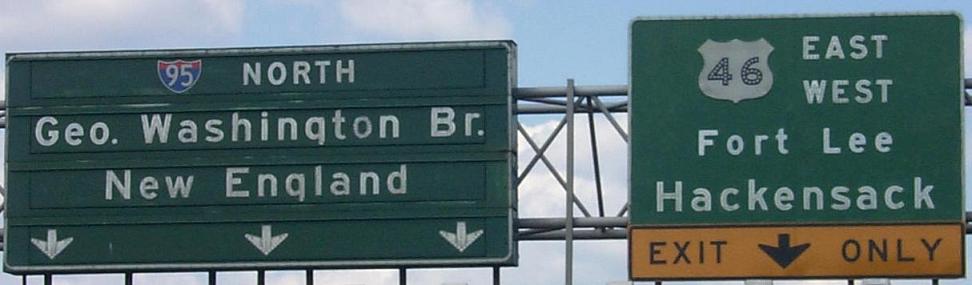 95 NORTH
Geo. Washington Br.
New England
46 EAST
WEST
Fort Lee
Hackensack
EXIT ONLY